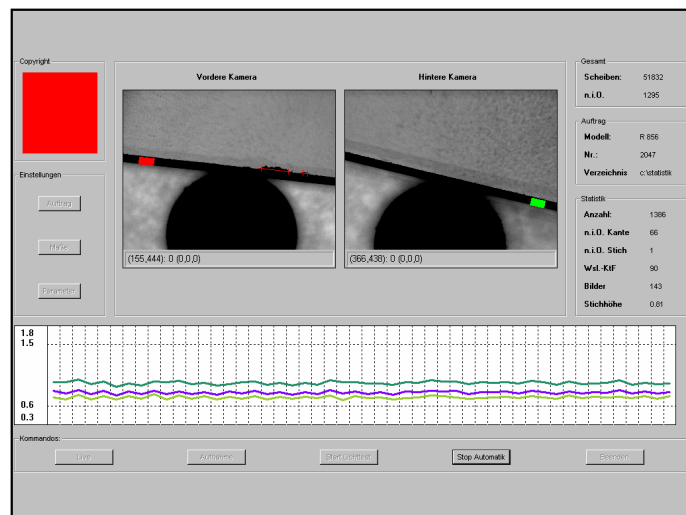 Copyright
Einstellungen
Auftrag
Maße
Parameter
Vordere Kamera
Hintere Kamera
(155,444): 0 (0,0,0)
(366,438): 0 (0,0,0)
Gesamt
Scheiben: 51832
n.i.O. 1295
Auftrag
Modell: R 856
Nr.: 2047
Verzeichnis c:\statistik
Statistik
Anzahl: 1386
n.i.O. Kante 66
n.i.O. Stich 1
Wsl.-KtF 90
Bilder 143
Stichhöhe 0.81
1.8
1.5
0.6
0.3
Kommandos:
Live
Aufnahme
Start Lichttest
Stop Automatik
Beenden